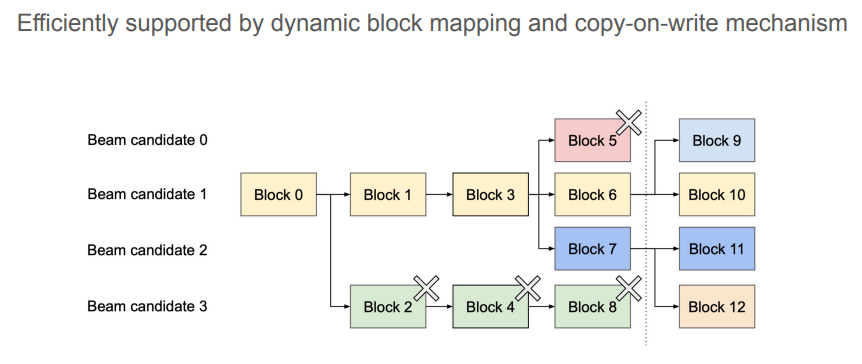 Efficiently supported by dynamic block mapping and copy-on-write mechanism
Beam candidate 0
Block 5
Block 9
Beam candidate 1
Block 0
Block 1
Block 3
Block 6
Block 10
Beam candidate 2
Block 7
Block 11
Beam candidate 3
Block 2
Block 4
Block 8
Block 12